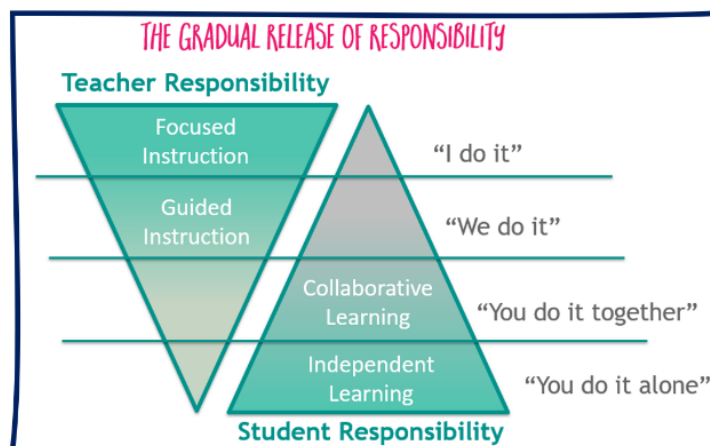 THE GRADUAL RELEASE OF RESPONSIBILITY
Teacher Responsibility
Focused
Instruction
"I do it"
Guided
Instruction
"We do it"
Collaborative
Learning
"You do it together"
Independent
Learning
"You do it alone"
Student Responsibility